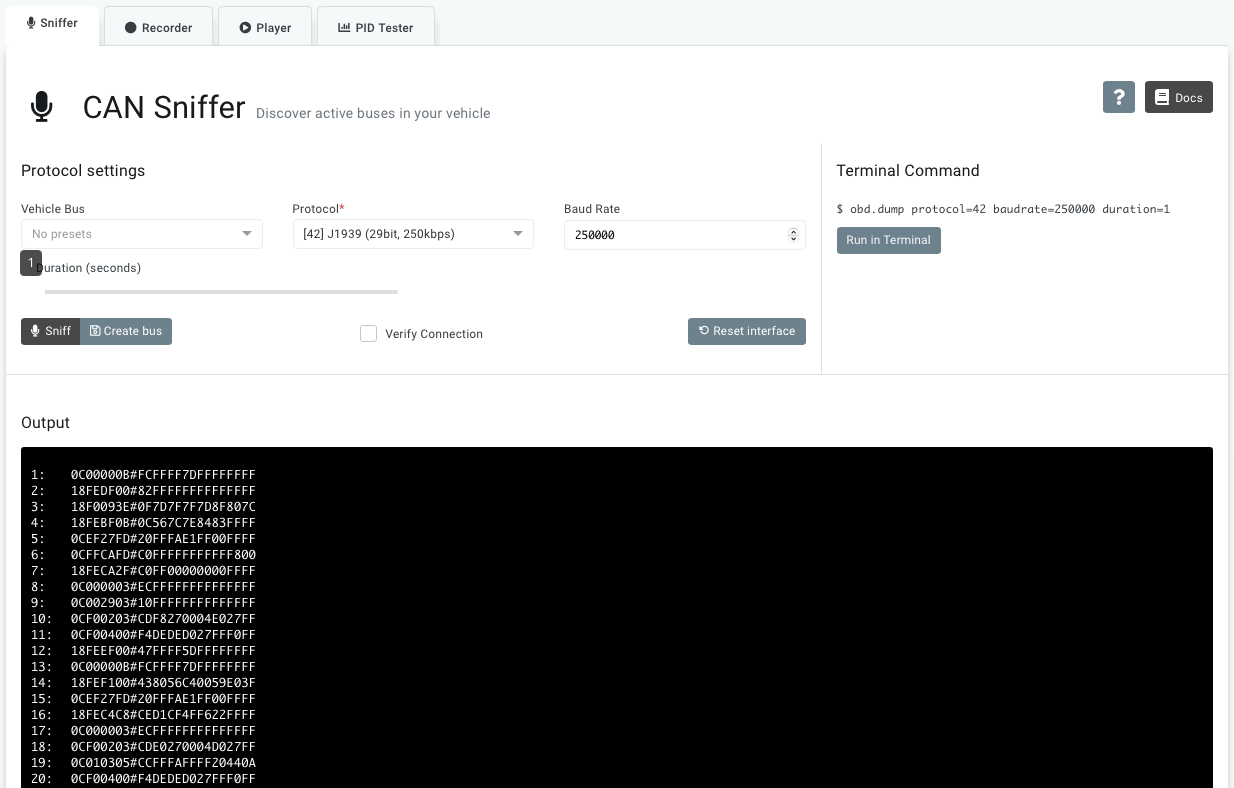 Sniffer
Recorder
Player
PID Tester
CAN Sniffer Discover active buses in your vehicle
?
Docs
Protocol settings
Vehicle Bus
No presets
Protocol*
[42] J1939 (29bit, 250kbps)
Baud Rate
250000
1
Duration (seconds)
Sniff
Create bus
Verify Connection
Reset interface
Terminal Command
$ obd.dump protocol=42 baudrate=250000 duration=1
Run in Terminal
Output
1: 0C00000B#FCFFFF7DFFFFFFFF
2: 18FEDF00#82FFFFFFFFFFFFFF
3: 18F0093E#0F7D7F7F7D8F807C
4: 18FEBF0B#0C567C7E8483FFFF
5: 0CEF27FD#20FFFAE1FF00FFFF
6: 0CFFCAFD#C0FFFFFFFFFFF800
7: 18FECA2F#C0FF00000000FFFF
8: 0C000003#ECFFFFFFFFFFFFFF
9: 0C002903#10FFFFFFFFFFFFFF
10: 0CF00203#CDF8270004E027FF
11: 0CF00400#F4DEDED027FFF0FF
12: 18FEEF00#47FFFF5DFFFFFFFF
13: 0C00000B#FCFFFF7DFFFFFFFF
14: 18FEF100#438056C40059E03F
15: 0CEF27FD#20FFFAE1FF00FFFF
16: 18FEC4C8#CED1CF4FF622FFFF
17: 0C000003#ECFFFFFFFFFFFFFF
18: 0CF00203#CDE0270004D027FF
19: 0C010305#CCFFFAFFFF20440A
20: 0CF00400#F4DEDED027FFF0FF